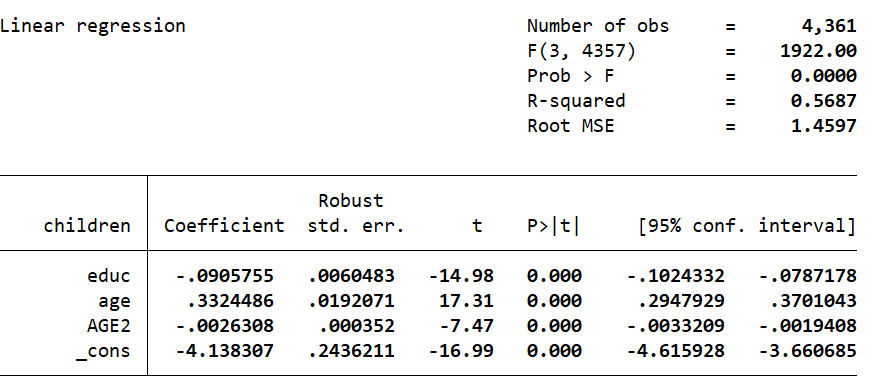 Linear regression Number of obs = 4,361
F(3, 4357) = 1922.00
Prob > F = 0.0000
R-squared = 0.5687
Root MSE = 1.4597
Robust
children Coefficient std. err. t P>|t| [95% conf. interval]
educ -.0905755 .0060483 -14.98 0.000 -.1024332 -.0787178
age .3324486 .0192071 17.31 0.000 .2947929 .3701043
AGE2 -.0026308 .000352 -7.47 0.000 -.0033209 -.0019408
_cons -4.138307 .2436211 -16.99 0.000 -4.615928 -3.660685